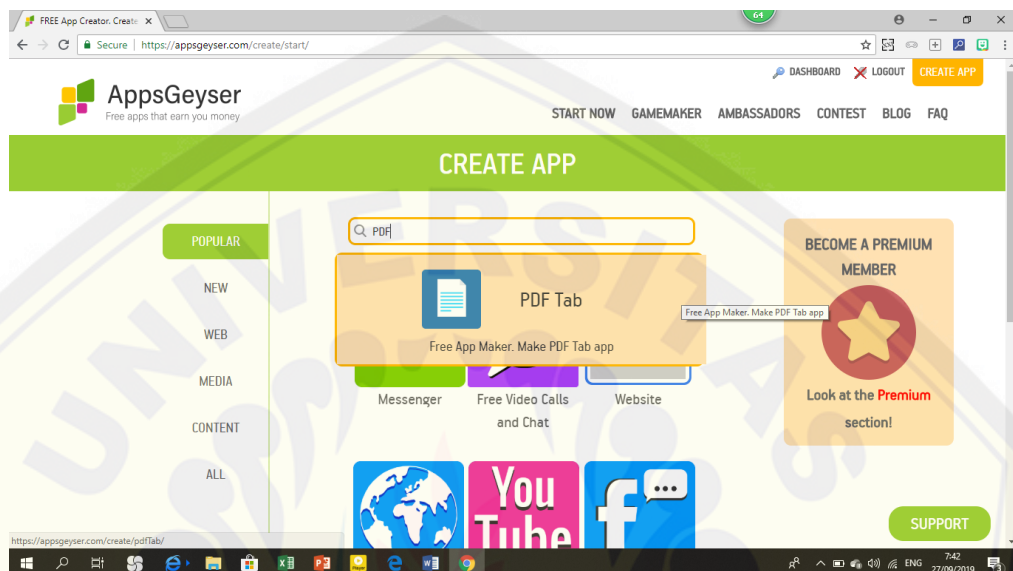 FREE App Creator. Create
64
Secure | https://appsgeyser.com/create/start/
DASHBOARD LOGOUT CREATE APP
AppsGeyser
Free apps that earn you money
START NOW GAMEMAKER AMBASSADORS CONTEST BLOG FAQ
CREATE APP
PDF
POPULAR
NEW
WEB
MEDIA
CONTENT
ALL
PDF Tab
Free App Maker. Make PDF Tab app
Free App Maker. Make PDF Tab app
Messenger
Free Video Calls
and Chat
Website
You
Tube
BECOME A PREMIUM
MEMBER
Look at the Premium
section!
SUPPORT
https://appsgeyser.com/create/pdfTab/
ENG
7:42
27/09/2019
UNIVERSITAS